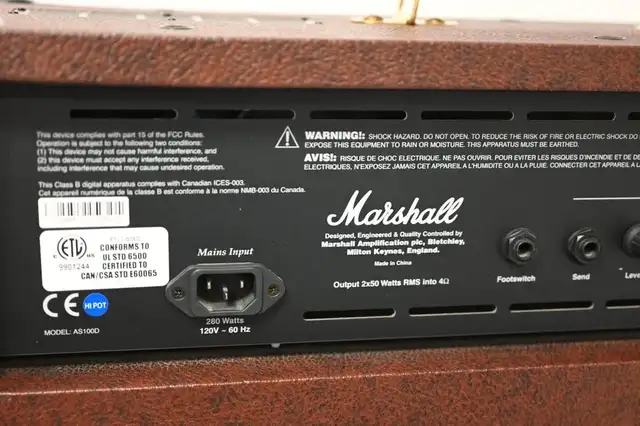 This device complies with part 15 of the FCC Rules.
Operation is subject to the following two conditions:
(1) This device may not cause harmful interference, and
(2) this device must accept any interference received,
including interference that may cause undesired operation.
This Class B digital apparatus complies with Canadian ICES-003.
Cet appareil numérique de la classe B est conforme à la norme NMB-003 du Canada.
WARNING!: SHOCK HAZARD. DO NOT OPEN. TO REDUCE THE RISK OF FIRE OR ELECTRIC SHOCK DO
EXPOSE THIS EQUIPMENT TO RAIN OR MOISTURE. THIS APPARATUS MUST BE EARTHED.
AVIS!: RISQUE DE CHOC ELECTRIQUE. NE PAS OUVRIR. POUR EVITER LES RISQUES D'INCENDIE ET DE
ELECTRIQUES, N'EXPOSEZ JAMAIS CET APPAREIL A L'HUMIDITE OU A LA PLUIE. CONNECTER CET APPAREIL A
ETL
CONFORMS TO
UL STD 6500
CERTIFIED TO
CAN/CSA STD E60065
9901244
CE
HI POT
MODEL: AS100D
Mains Input
280 Watts
120V ~ 60 Hz
Marshall
Designed, Engineered & Quality Controlled by
Marshall Amplification plc, Bletchley,
Milton Keynes, England.
Made in China
Output 2x50 Watts RMS into 4Ω
Footswitch
Send
Leve